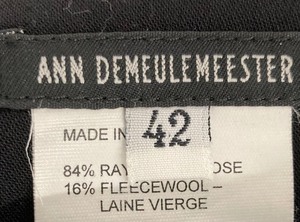 ANN DEMEULEMEESTER
42
MADE IN
84% RAY OSE
16% FLEECEWOOL –
LAINE VIERGE